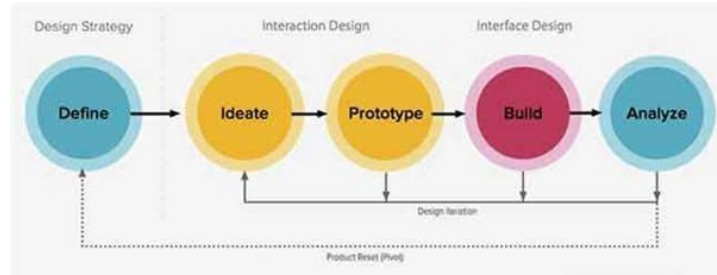 Design Strategy
Interaction Design
Interface Design
Define
Ideate
Prototype
Build
Analyze
Design Iteration
Product Reset (Pivot)